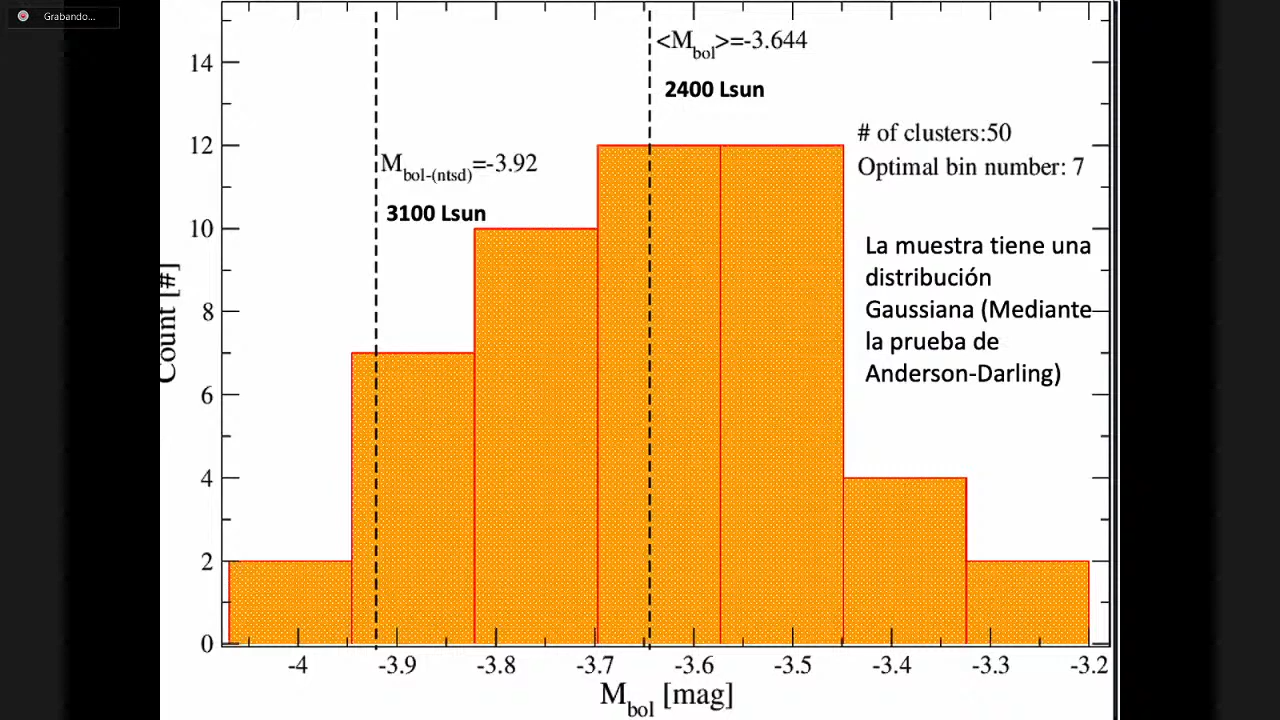 Grabando...
<M_bol>=-3.644
2400 Lsun
# of clusters:50
Optimal bin number: 7
M_bol-(ntsd)=-3.92
3100 Lsun
La muestra tiene una
distribución
Gaussiana (Mediante
la prueba de
Anderson-Darling)
Count [#]
14
12
10
8
6
4
2
0
-4 -3.9 -3.8 -3.7 -3.6 -3.5 -3.4 -3.3 -3.2
M_bol [mag]